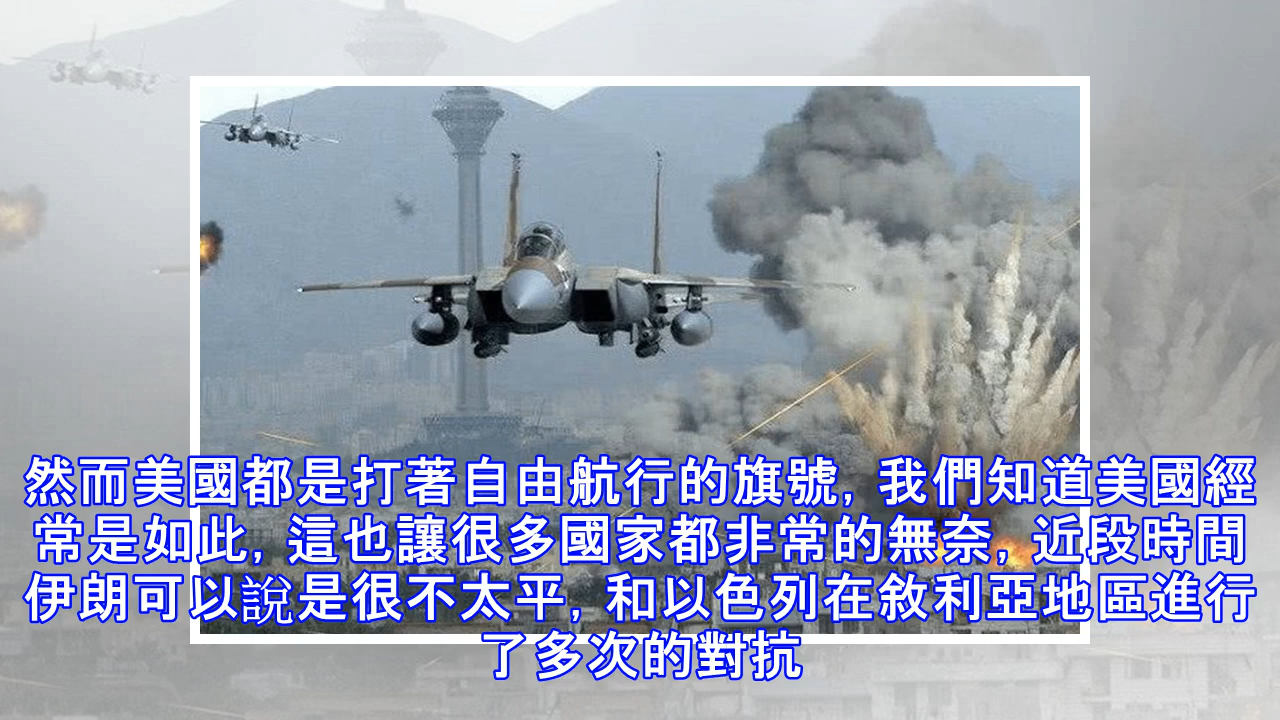 然而美國都是打著自由航行的旗號, 我們知道美國經
常是如此, 這也讓很多國家都非常的無奈, 近段時間
伊朗可以說是很不太平, 和以色列在敘利亞地區進行
了多次的對抗